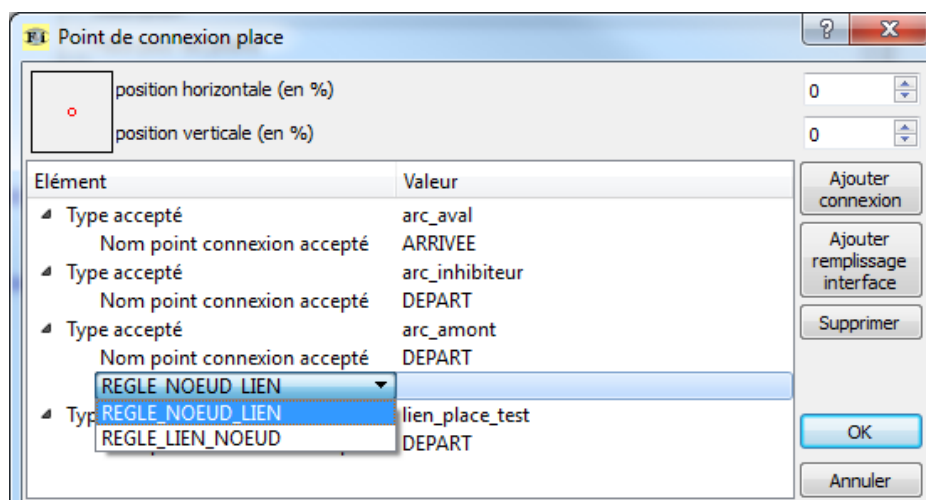 Fi Point de connexion place
position horizontale (en %) 0
position verticale (en %) 0
Elément Valeur
Type accepté arc_aval
Nom point connexion accepté ARRIVEE
Type accepté arc_inhibiteur
Nom point connexion accepté DEPART
Type accepté arc_amont
Nom point connexion accepté DEPART
REGLE_NOEUD_LIEN
REGLE_NOEUD_LIEN
REGLE_LIEN_NOEUD
Typ lien_place_test
DEPART
Ajouter
connexion
Ajouter
remplissage
interface
Supprimer
OK
Annuler